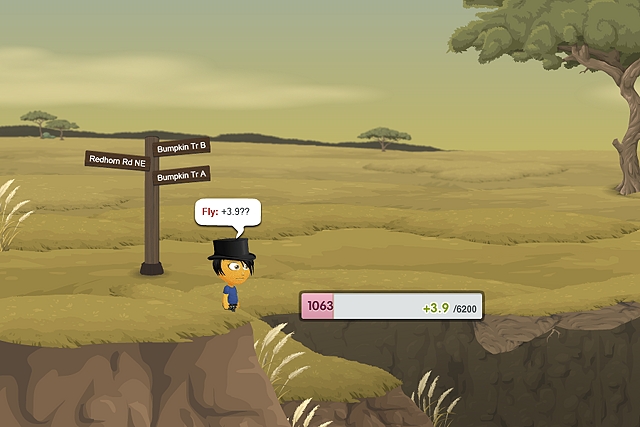 Bumpkin Tr B
Redhorn Rd NE
Bumpkin Tr A
Fly: +3.9??
1063 +3.9 /6200